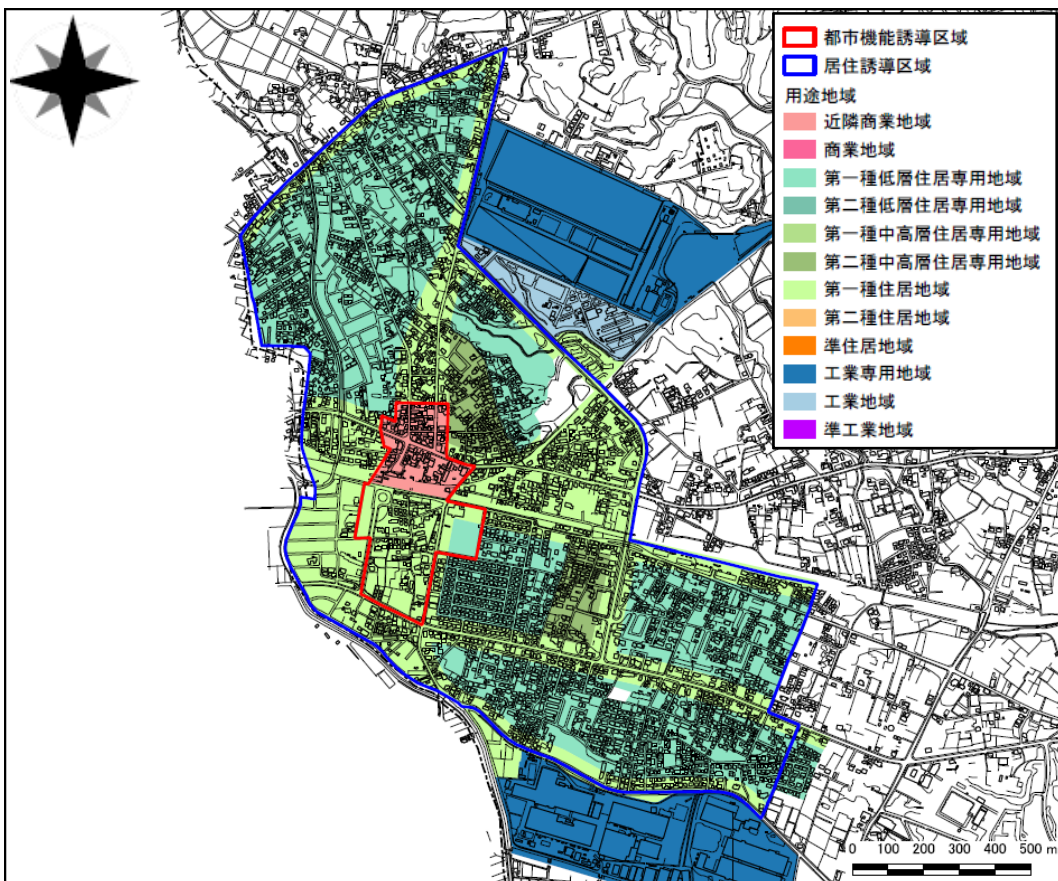 都市機能誘導区域
居住誘導区域
用途地域
近隣商業地域
商業地域
第一種低層住居専用地域
第二種低層住居専用地域
第一種中高層住居専用地域
第二種中高層住居専用地域
第一種住居地域
第二種住居地域
準住居地域
工業専用地域
工業地域
準工業地域
0 100 200 300 400 500 m